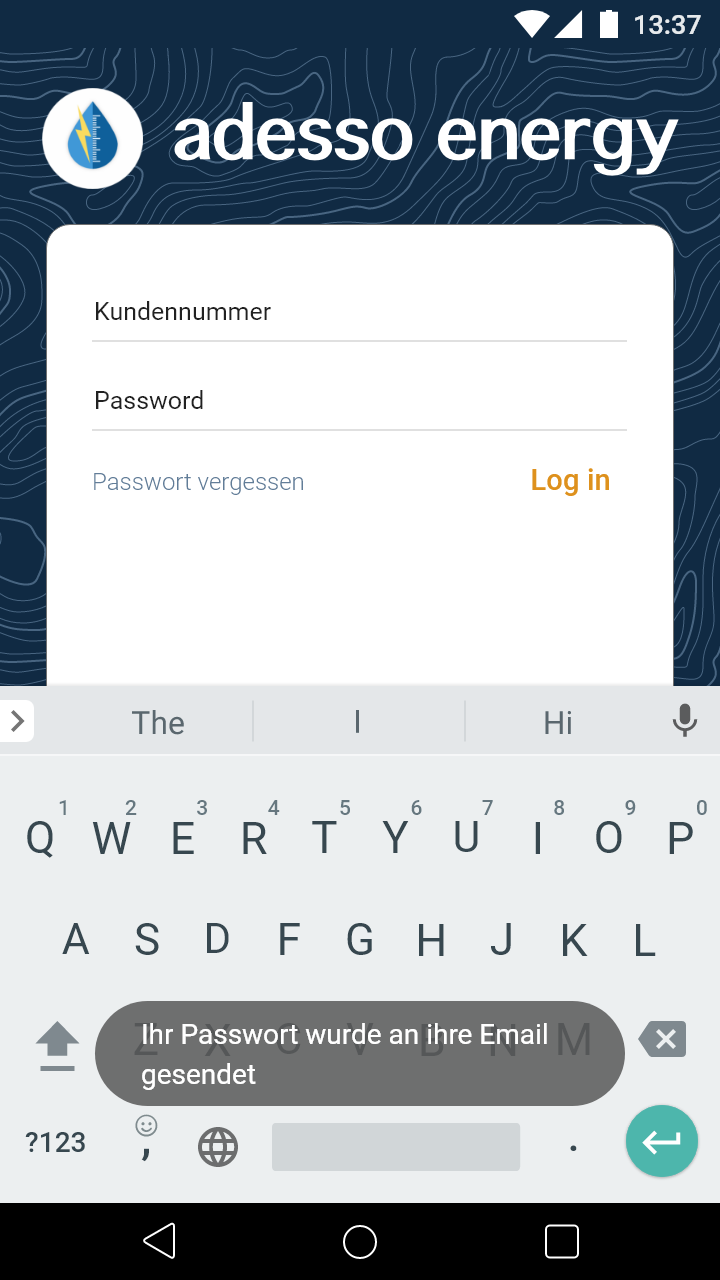 13:37
adesso energy
Kundennummer
Password
Passwort vergessen
Log in
The
I
Hi
1 2 3 4 5 6 7 8 9 0
Q W E R T Y U I O P
A S D F G H J K L
Z X C V B N M
Ihr Passwort wurde an ihre Email
gesendet
?123 , .